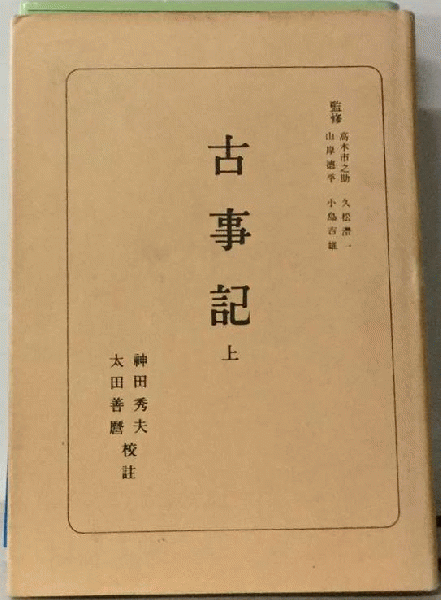 監修
高木市之助 久松潜一
山岸徳平 小島吉雄
古事記
上
神田秀夫
太田善麿
校註